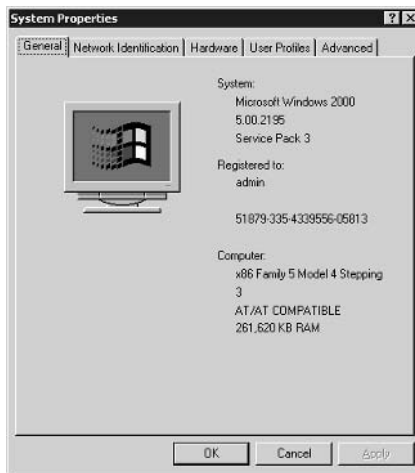 System Properties
General Network Identification Hardware User Profiles Advanced
System:
Microsoft Windows 2000
5.00.2195
Service Pack 3
Registered to:
admin
51879-335-4339556-05813
Computer:
x86 Family 5 Model 4 Stepping
3
AT/AT COMPATIBLE
261,620 KB RAM
OK Cancel Apply